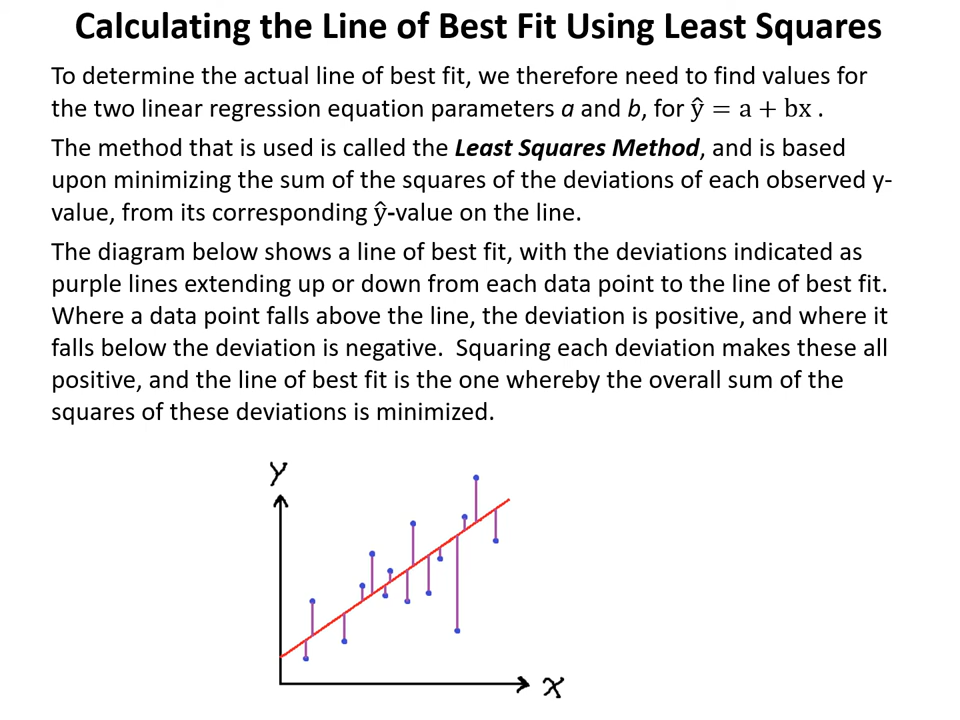 Calculating the Line of Best Fit Using Least Squares
To determine the actual line of best fit, we therefore need to find values for
the two linear regression equation parameters a and b, for ŷ = a + bx .
The method that is used is called the Least Squares Method, and is based
upon minimizing the sum of the squares of the deviations of each observed y-
value, from its corresponding ŷ-value on the line.
The diagram below shows a line of best fit, with the deviations indicated as
purple lines extending up or down from each data point to the line of best fit.
Where a data point falls above the line, the deviation is positive, and where it
falls below the deviation is negative.  Squaring each deviation makes these all
positive, and the line of best fit is the one whereby the overall sum of the
squares of these deviations is minimized.
Y
X